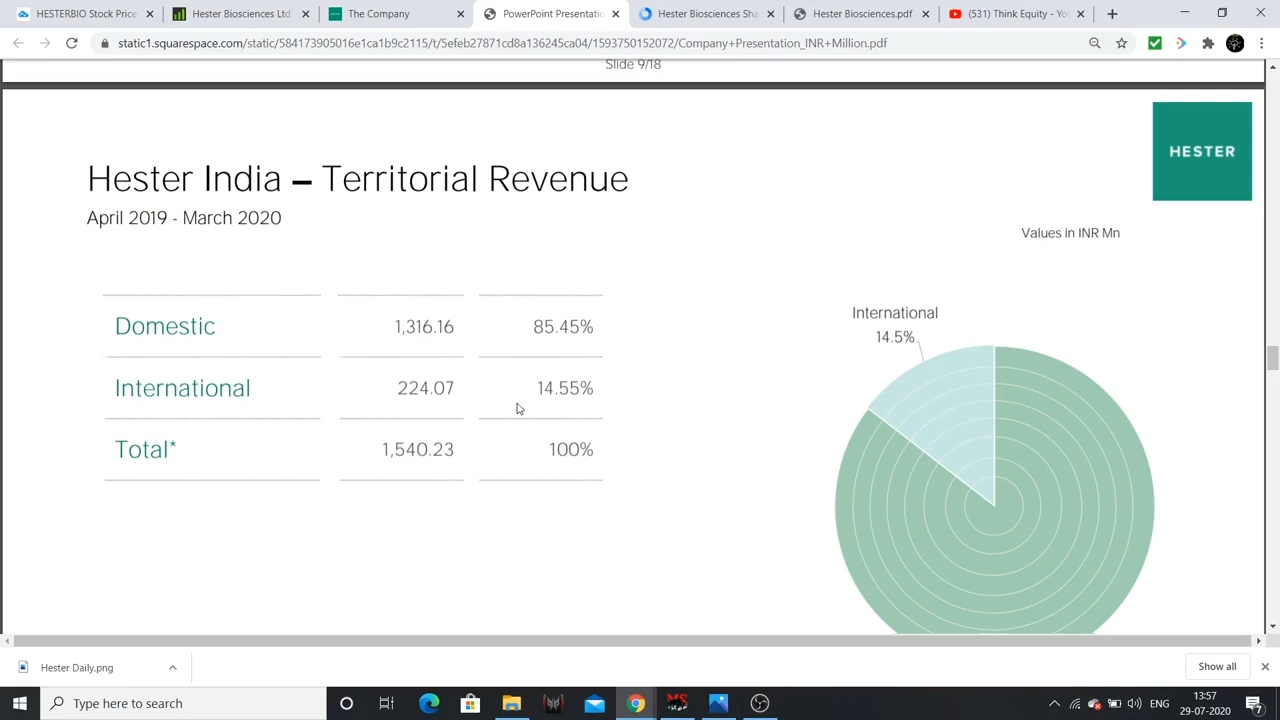 HESTERBIO Stock Pric
Hester Biosciences Ltd
The Company
PowerPoint Presentatio
Hester Biosciences Sha
Hester Biosciences.pdf
(531) Think Equity - Yo
static1.squarespace.com/static/584173905016e1ca1b9c2115/t/5efeb27871cd8a136245ca04/1593750152072/Company+Presentation_INR+Million.pdf
Slide 9/18
HESTER
Hester India – Territorial Revenue
April 2019 - March 2020
Values in INR Mn
Domestic 1,316.16 85.45%
International 224.07 14.55%
Total* 1,540.23 100%
International
14.5%
Hester Daily.png
Show all
Type here to search
ENG
13:57
29-07-2020
7